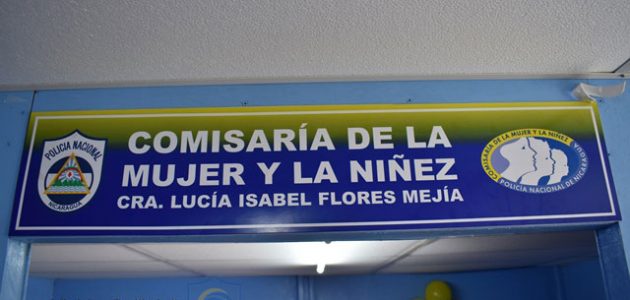 COMISARÍA DE LA
MUJER Y LA NIÑEZ
CRA. LUCÍA ISABEL FLORES MEJÍA
POLICIA NACIONAL
NICARAGUA
COMISARÍA DE LA MUJER Y LA NIÑEZ
POLICÍA NACIONAL DE NICARAGUA